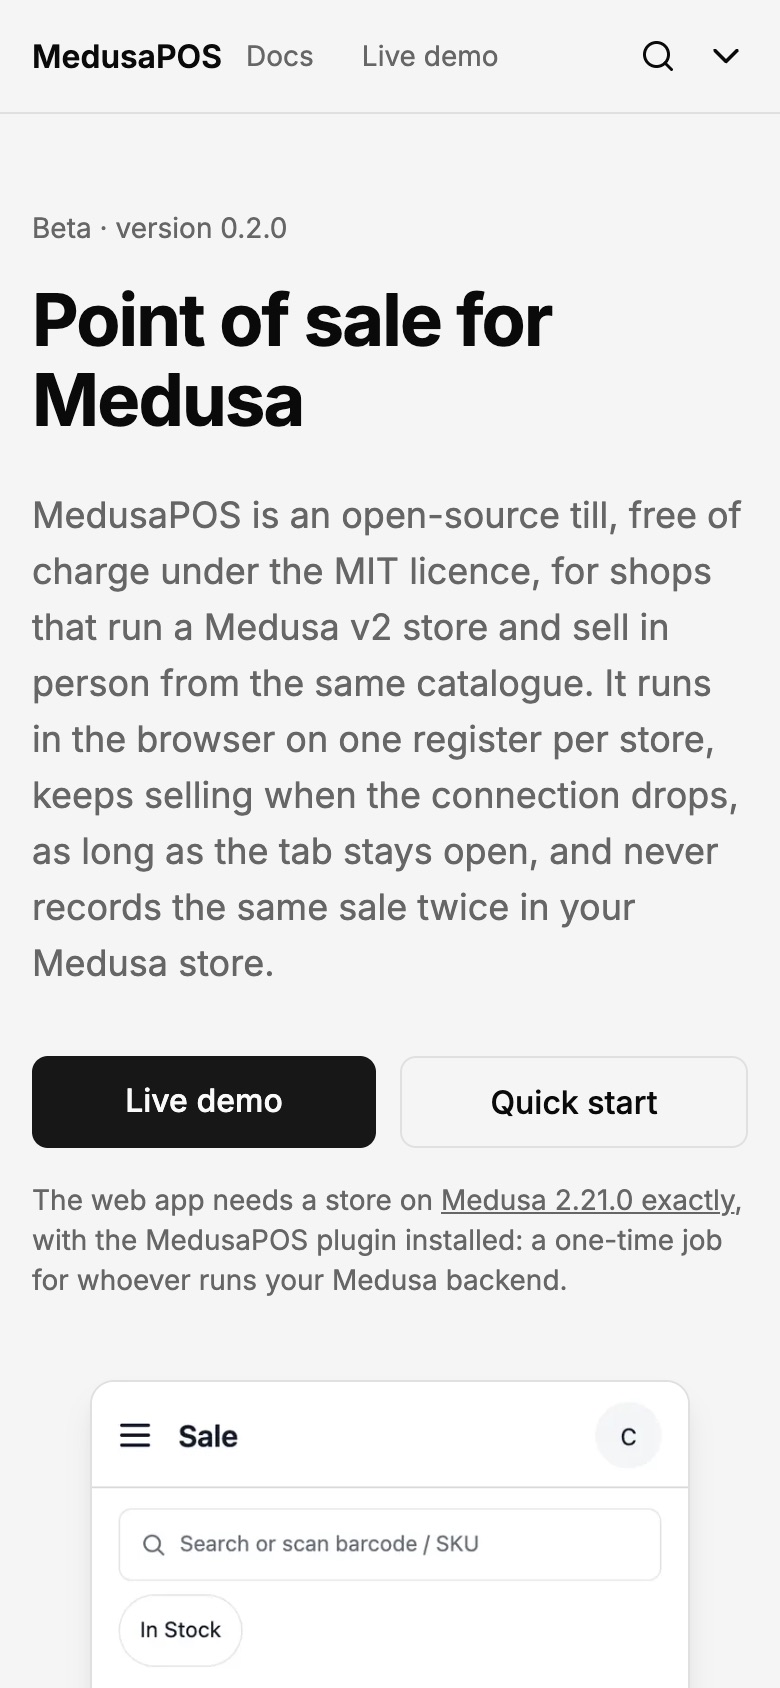 MedusaPOS Docs Live demo
Beta · version 0.2.0
Point of sale for
Medusa
MedusaPOS is an open-source till, free of
charge under the MIT licence, for shops
that run a Medusa v2 store and sell in
person from the same catalogue. It runs
in the browser on one register per store,
keeps selling when the connection drops,
as long as the tab stays open, and never
records the same sale twice in your
Medusa store.
Live demo Quick start
The web app needs a store on Medusa 2.21.0 exactly,
with the MedusaPOS plugin installed: a one-time job
for whoever runs your Medusa backend.
Sale C
Search or scan barcode / SKU
In Stock